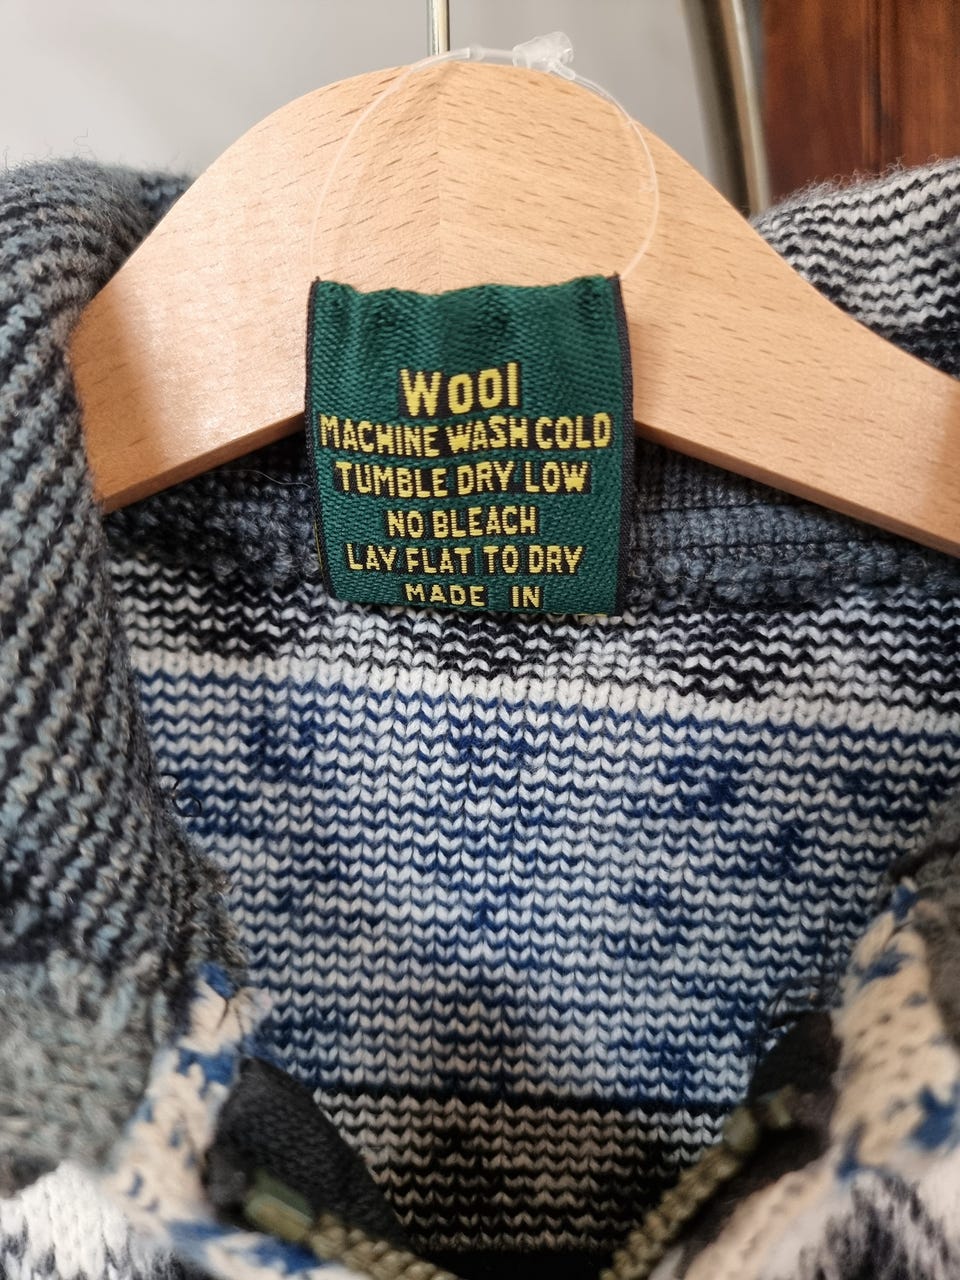 Wool
MACHINE WASH COLD
TUMBLE DRY LOW
NO BLEACH
LAY FLAT TO DRY
MADE IN